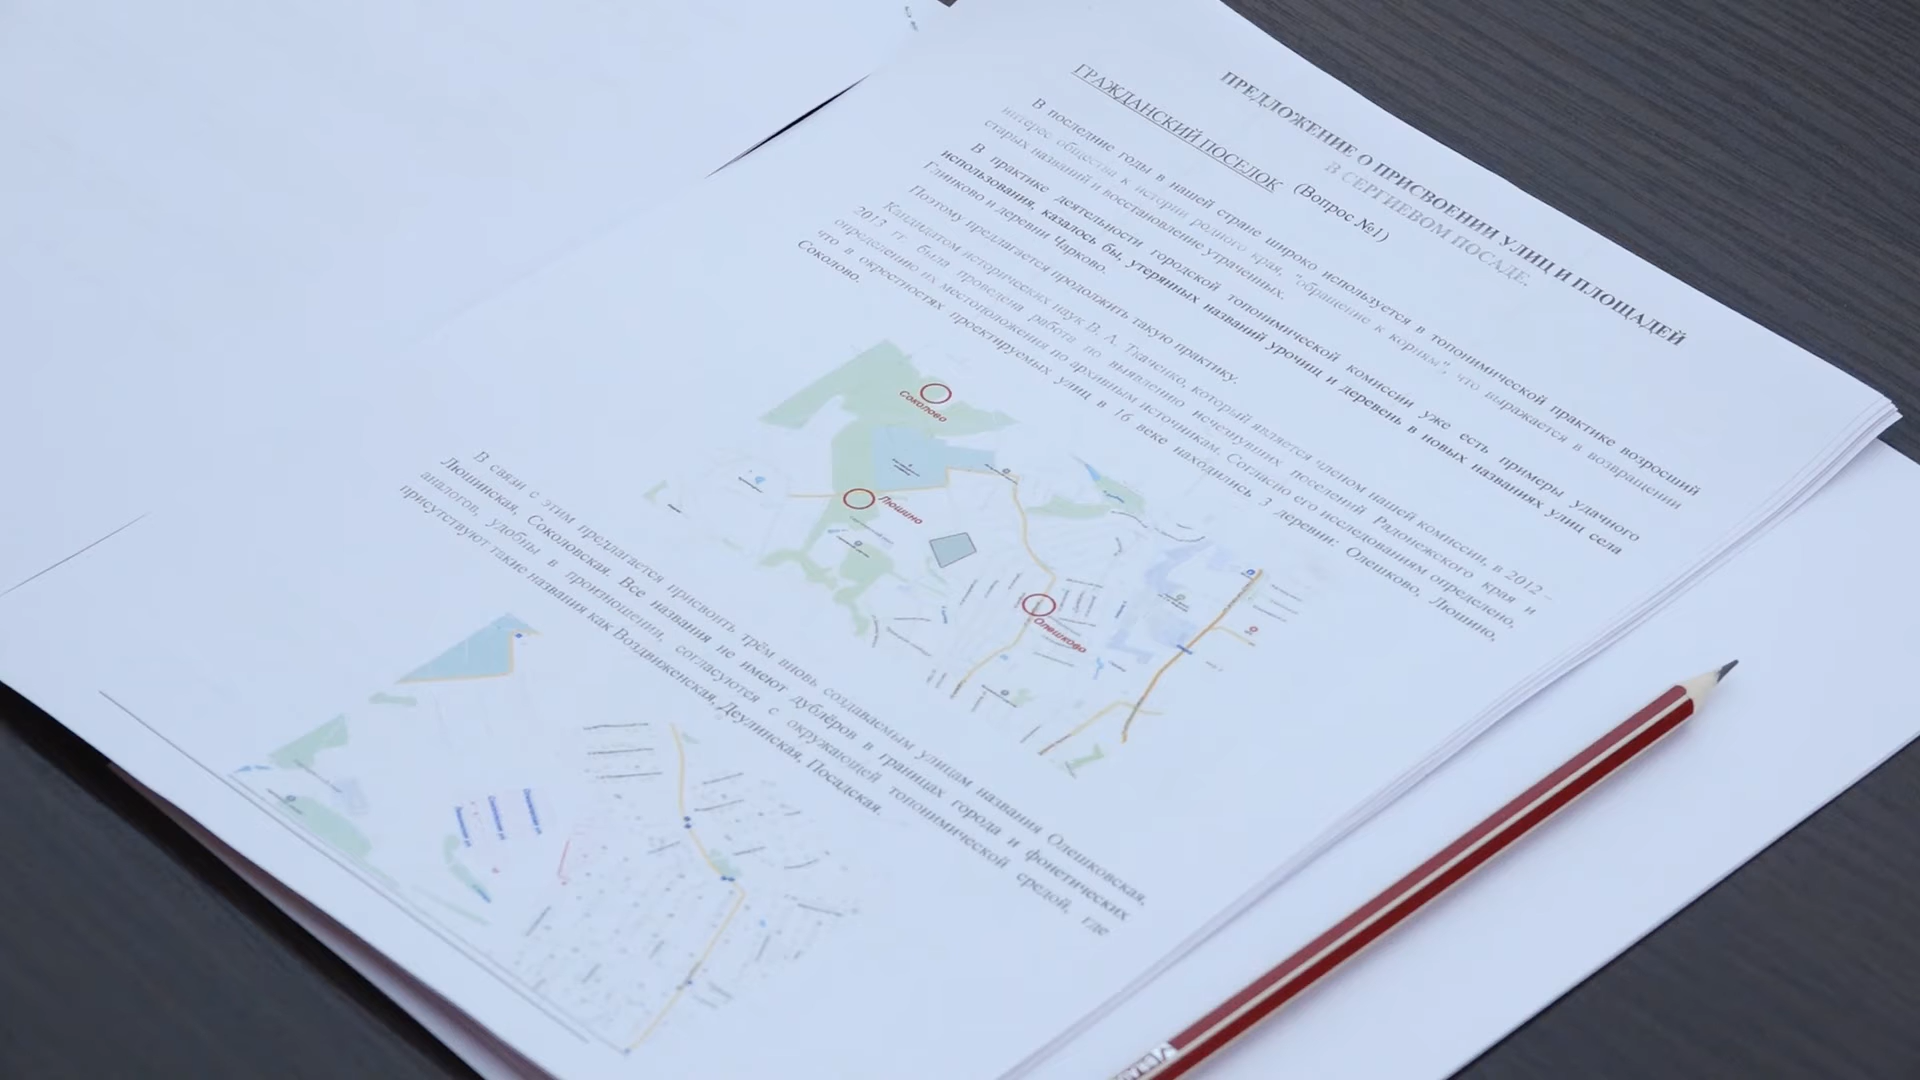 ПРЕДЛОЖЕНИЕ О ПРИСВОЕНИИ УЛИЦ И ПЛОЩАДЕЙ
В СЕРГИЕВОМ ПОСАДЕ.
ГРАЖДАНСКИЙ ПОСЕЛОК (Вопрос №1)
В последние годы в нашей стране широко используется в топонимической практике возросший
интерес общества к истории родного края, "обращение к корням", что выражается в возвращении
старых названий и восстановление утраченных.
В практике деятельности городской топонимической комиссии уже есть примеры удачного
использования, казалось бы, утерянных названий урочищ и деревень в новых названиях улиц села
Глинково и деревни Чарково.
Поэтому предлагается продолжить такую практику.
Кандидатом исторических наук В. А. Ткаченко, который является членом нашей комиссии, в 2012 –
2013 гг была проведена работа по выявлению исчезнувших поселений Радонежского края и
определению их местоположения по архивным источникам. Согласно его исследованиям определено,
что в окрестностях проектируемых улиц в 16 веке находились 3 деревни: Олешково, Люшино,
Соколово.
Соколово
Люшино
Олешково
В связи с этим предлагается присвоить трём вновь создаваемым улицам названия Олешковская,
Люшинская, Соколовская. Все названия не имеют дублёров в границах города и фонетических
аналогов, удобны в произношении, согласуются с окружающей топонимической средой, где
присутствуют такие названия как Воздвиженская, Деулинская, Посадская.